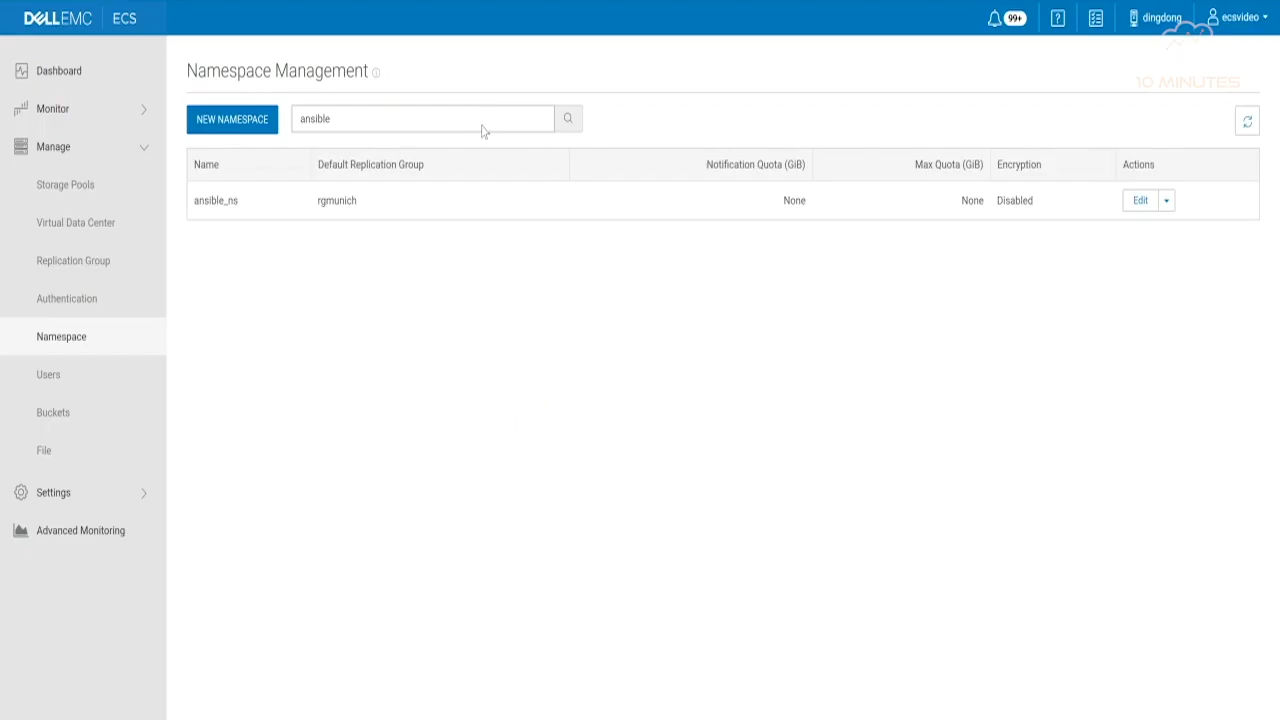 DELLEMC ECS 99+ ? dingdong ecsvideo
10 MINUTES
Dashboard
Monitor
Manage
Storage Pools
Virtual Data Center
Replication Group
Authentication
Namespace
Users
Buckets
File
Settings
Advanced Monitoring
Namespace Management
NEW NAMESPACE ansible
Name Default Replication Group Notification Quota (GiB) Max Quota (GiB) Encryption Actions
ansible_ns rgmunich None None Disabled Edit